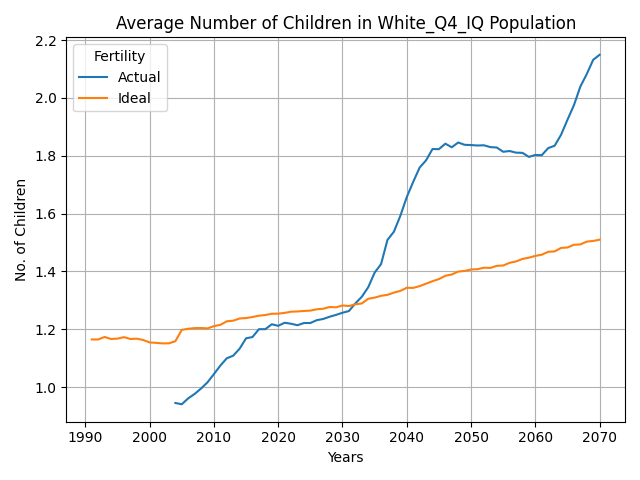 Average Number of Children in White_Q4_IQ Population
Fertility
Actual
Ideal
No. of Children
2.2
2.0
1.8
1.6
1.4
1.2
1.0
1990 2000 2010 2020 2030 2040 2050 2060 2070
Years